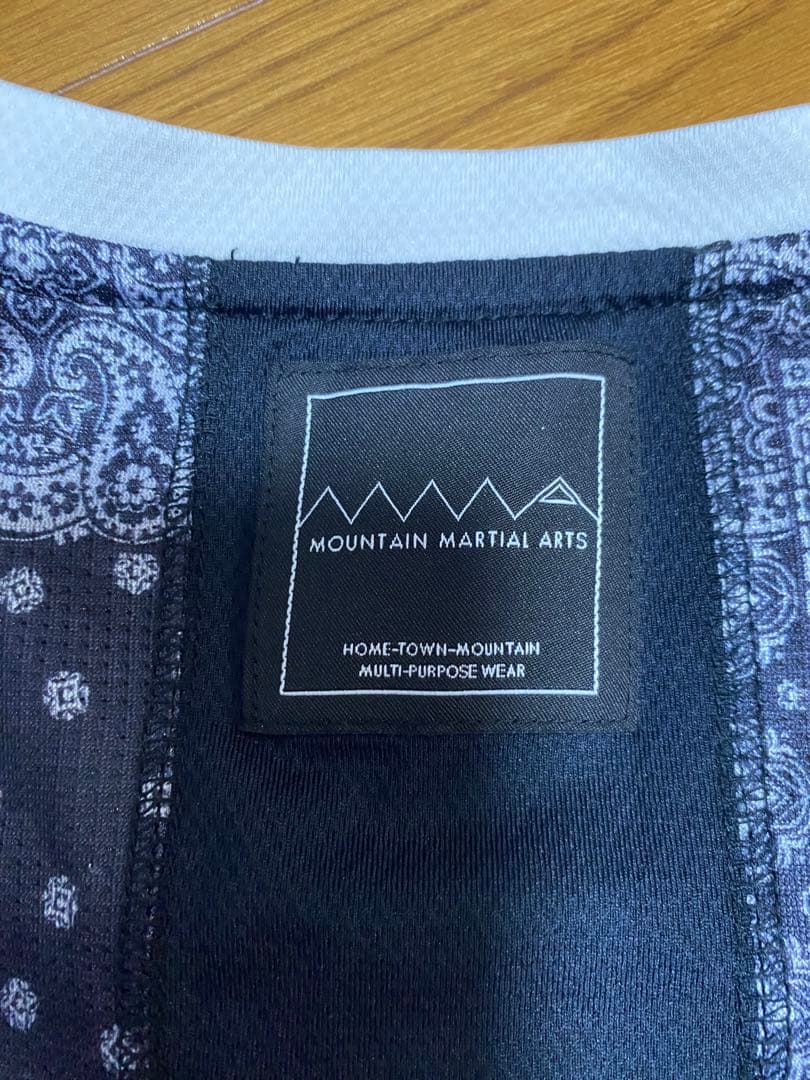 MOUNTAIN MARTIAL ARTS
HOME-TOWN-MOUNTAIN
MULTI-PURPOSE WEAR